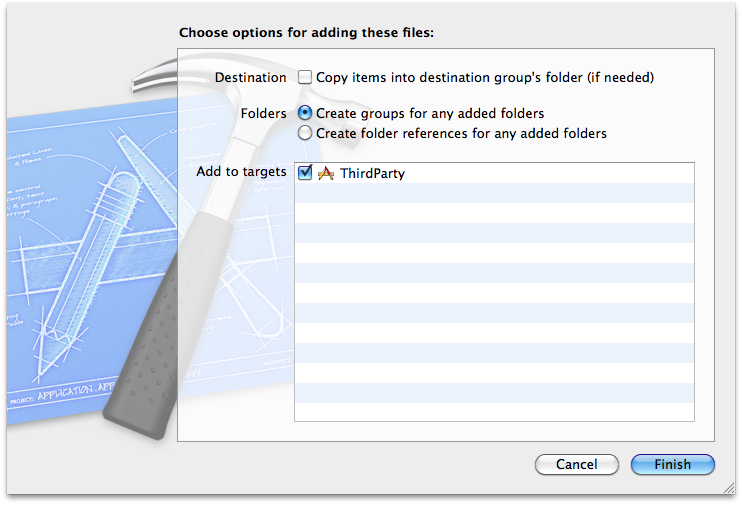 Choose options for adding these files:
Destination Copy items into destination group's folder (if needed)
Folders Create groups for any added folders
Create folder references for any added folders
Add to targets ThirdParty
PROJECT: APPLICATION.APP
Cancel Finish